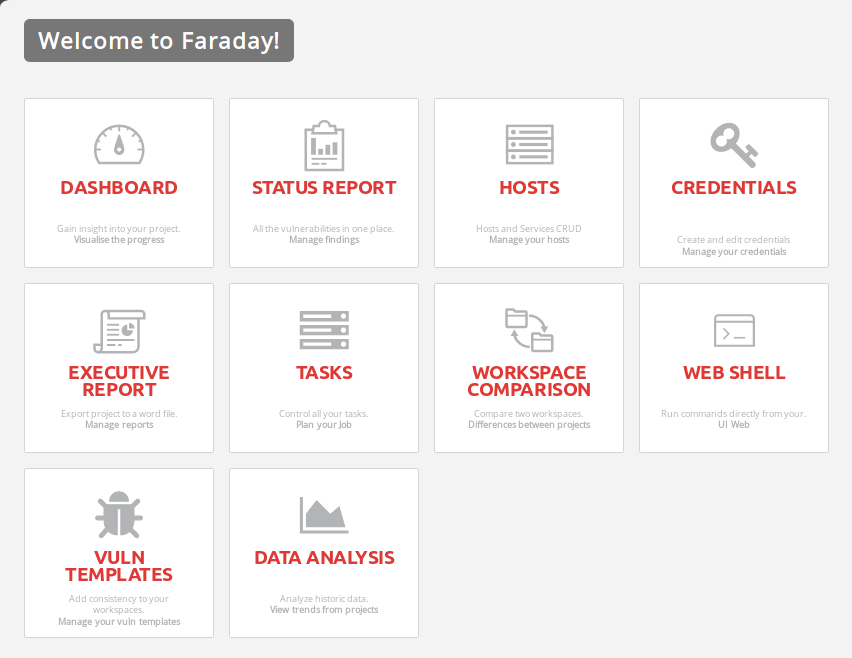 Welcome to Faraday!
DASHBOARD
Gain insight into your project.
Visualise the progress
STATUS REPORT
All the vulnerabilities in one place.
Manage findings
HOSTS
Hosts and Services CRUD
Manage your hosts
CREDENTIALS
Create and edit credentials
Manage your credentials
EXECUTIVE
REPORT
Export project to a word file.
Manage reports
TASKS
Control all your tasks.
Plan your Job
WORKSPACE
COMPARISON
Compare two workspaces.
Differences between projects
WEB SHELL
Run commands directly from your.
UI Web
VULN
TEMPLATES
Add consistency to your
workspaces.
Manage your vuln templates
DATA ANALYSIS
Analyze historic data.
View trends from projects